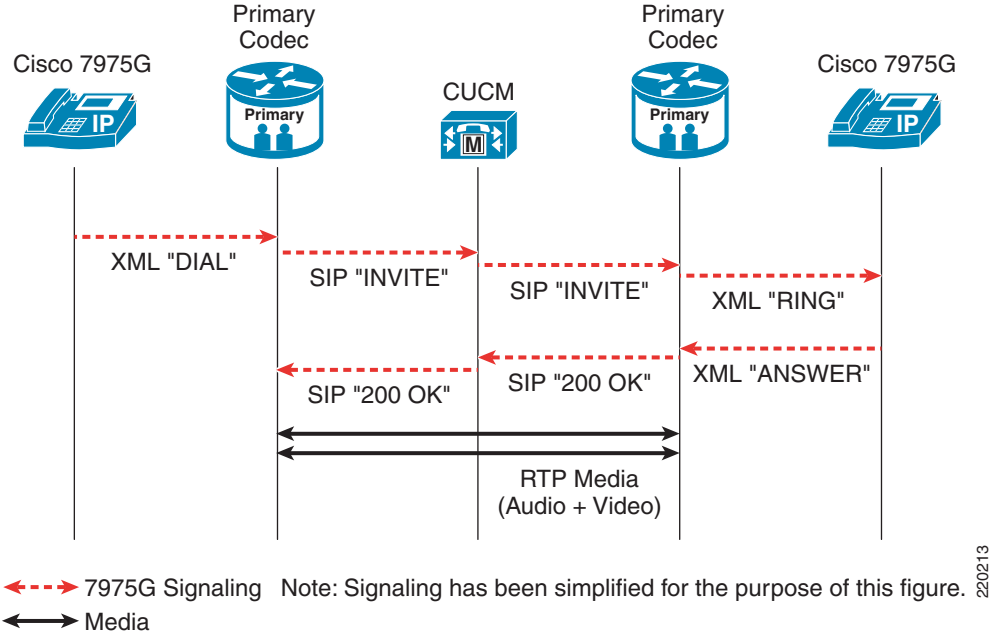 Primary
Codec
Primary
Codec
Cisco 7975G
Cisco 7975G
CUCM
IP
Primary
M
Primary
IP
XML "DIAL"
SIP "INVITE"
SIP "INVITE"
XML "RING"
XML "ANSWER"
SIP "200 OK"
SIP "200 OK"
RTP Media
(Audio + Video)
7975G Signaling
Note: Signaling has been simplified for the purpose of this figure.
220213
Media